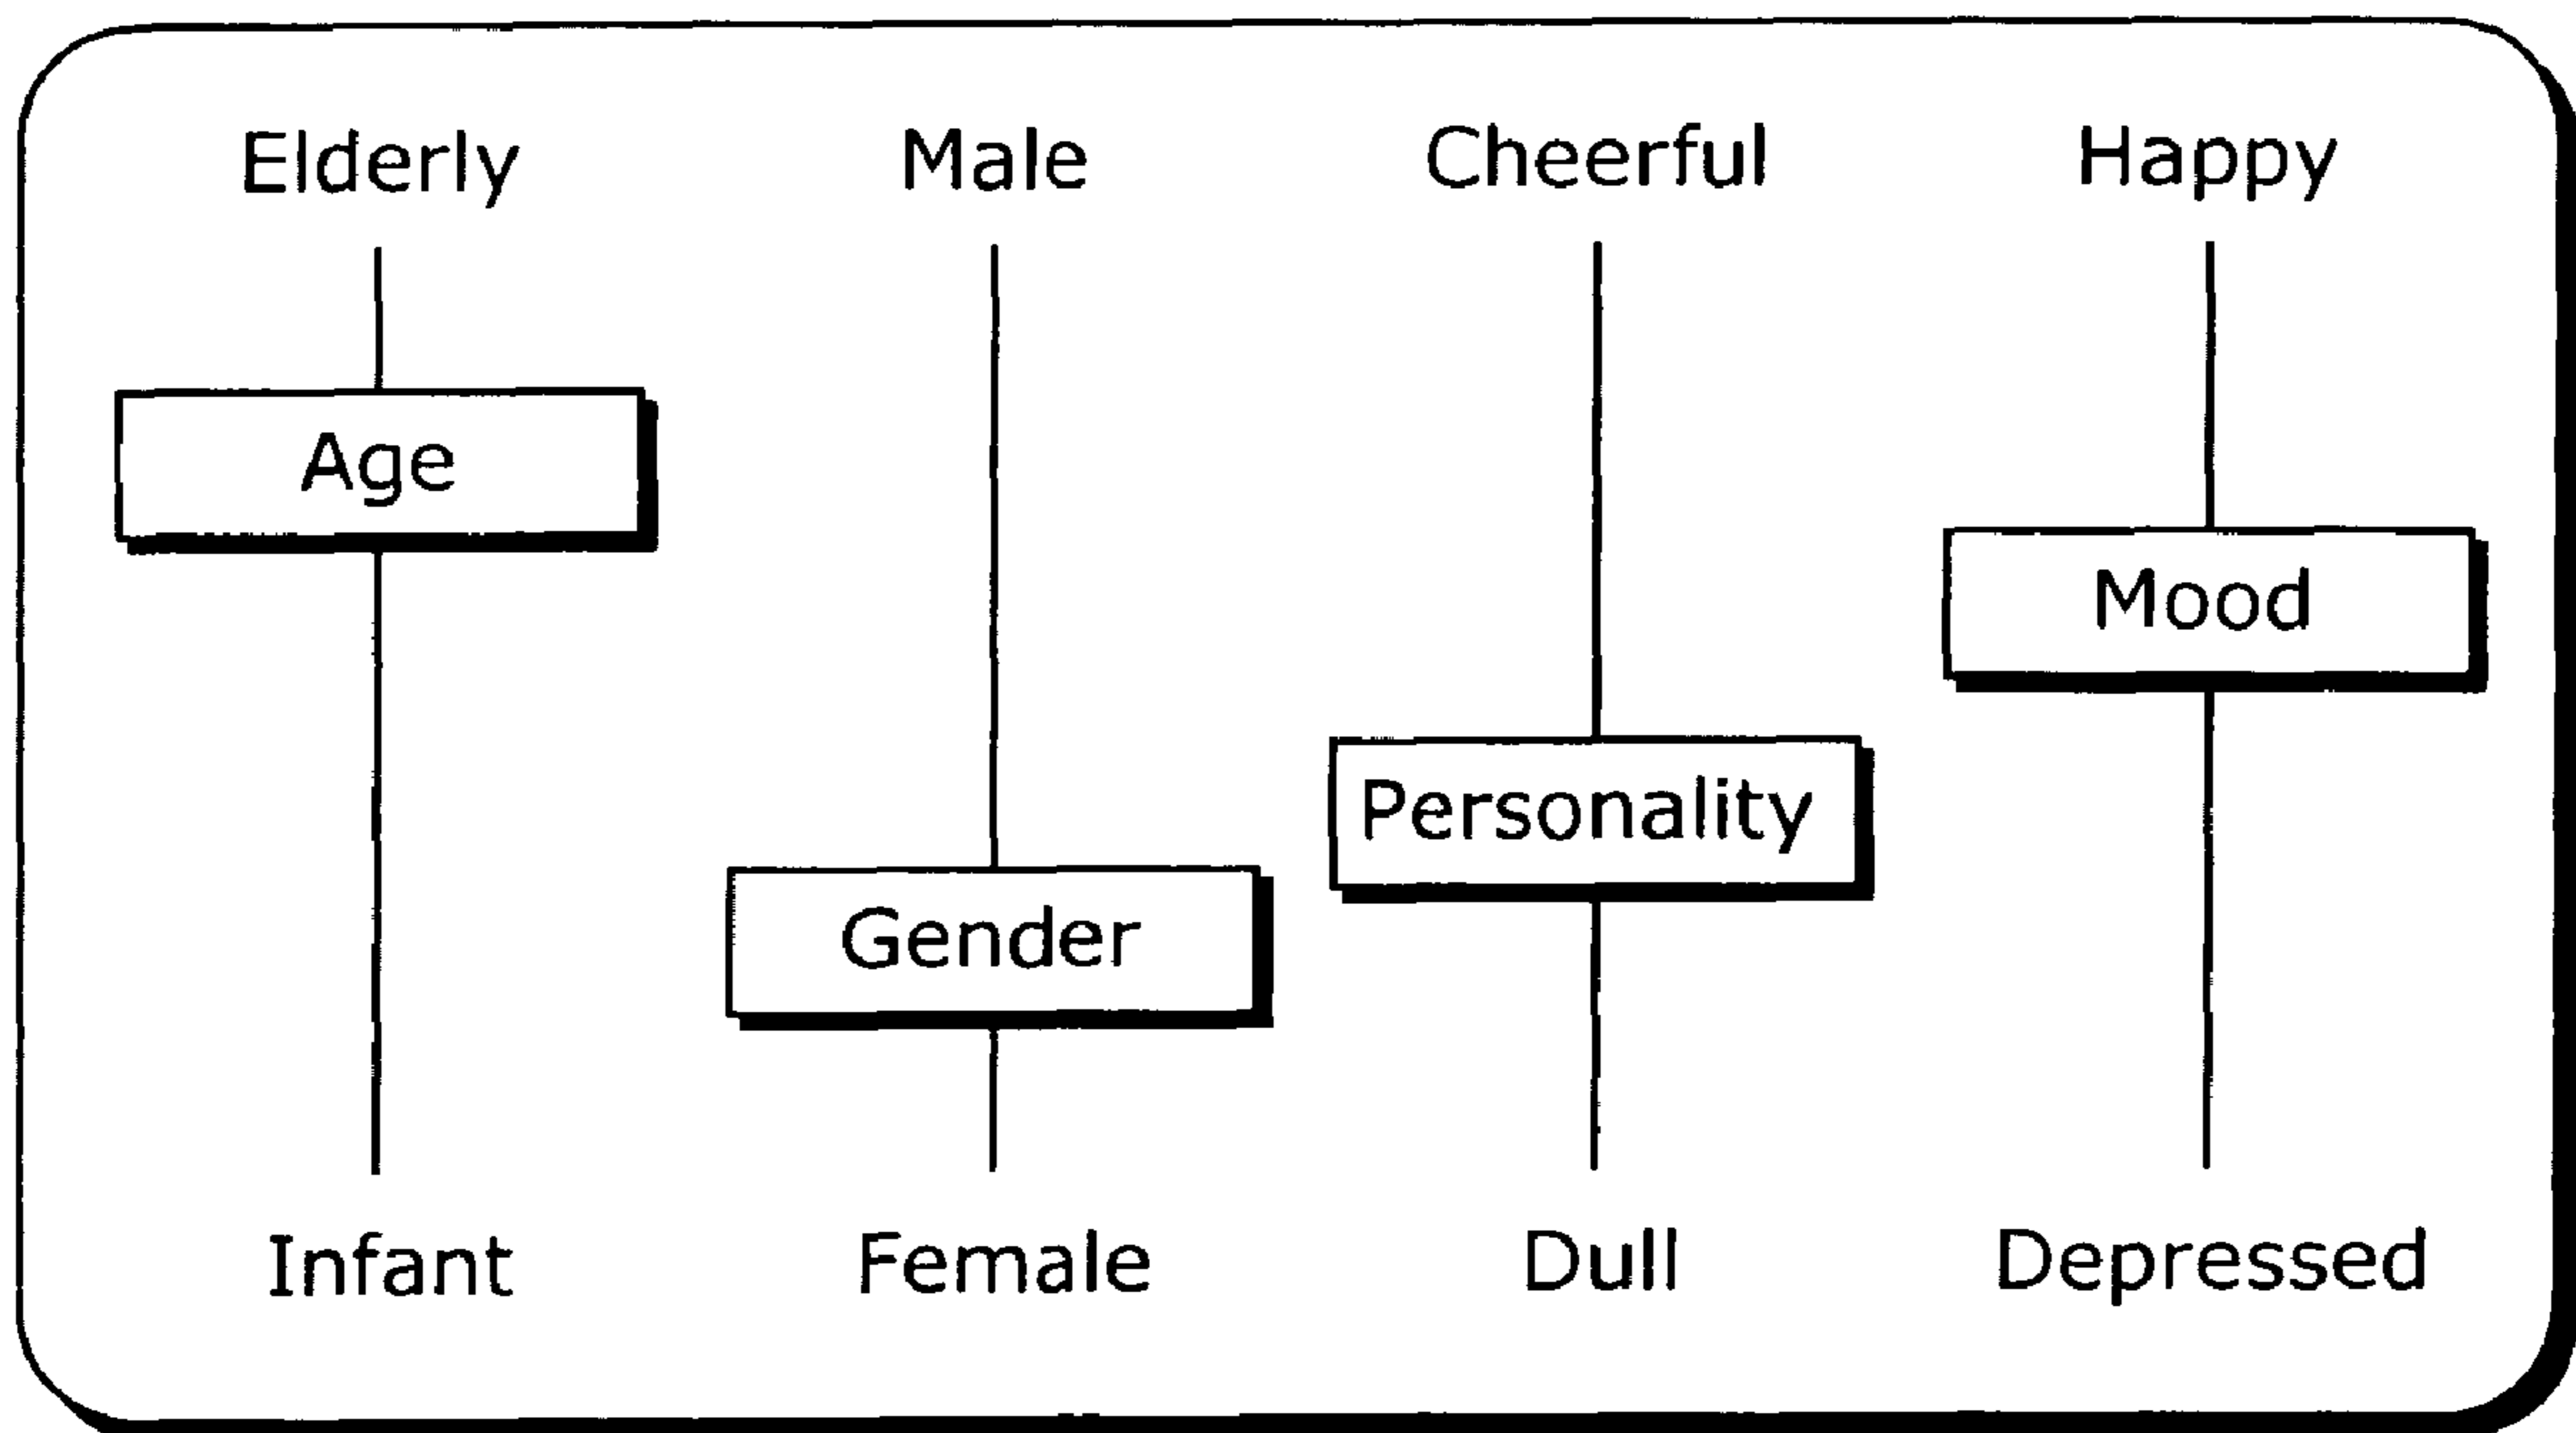 Elderly
Male
Cheerful
Happy
Age
Mood
Personality
Gender
Infant
Female
Dull
Depressed